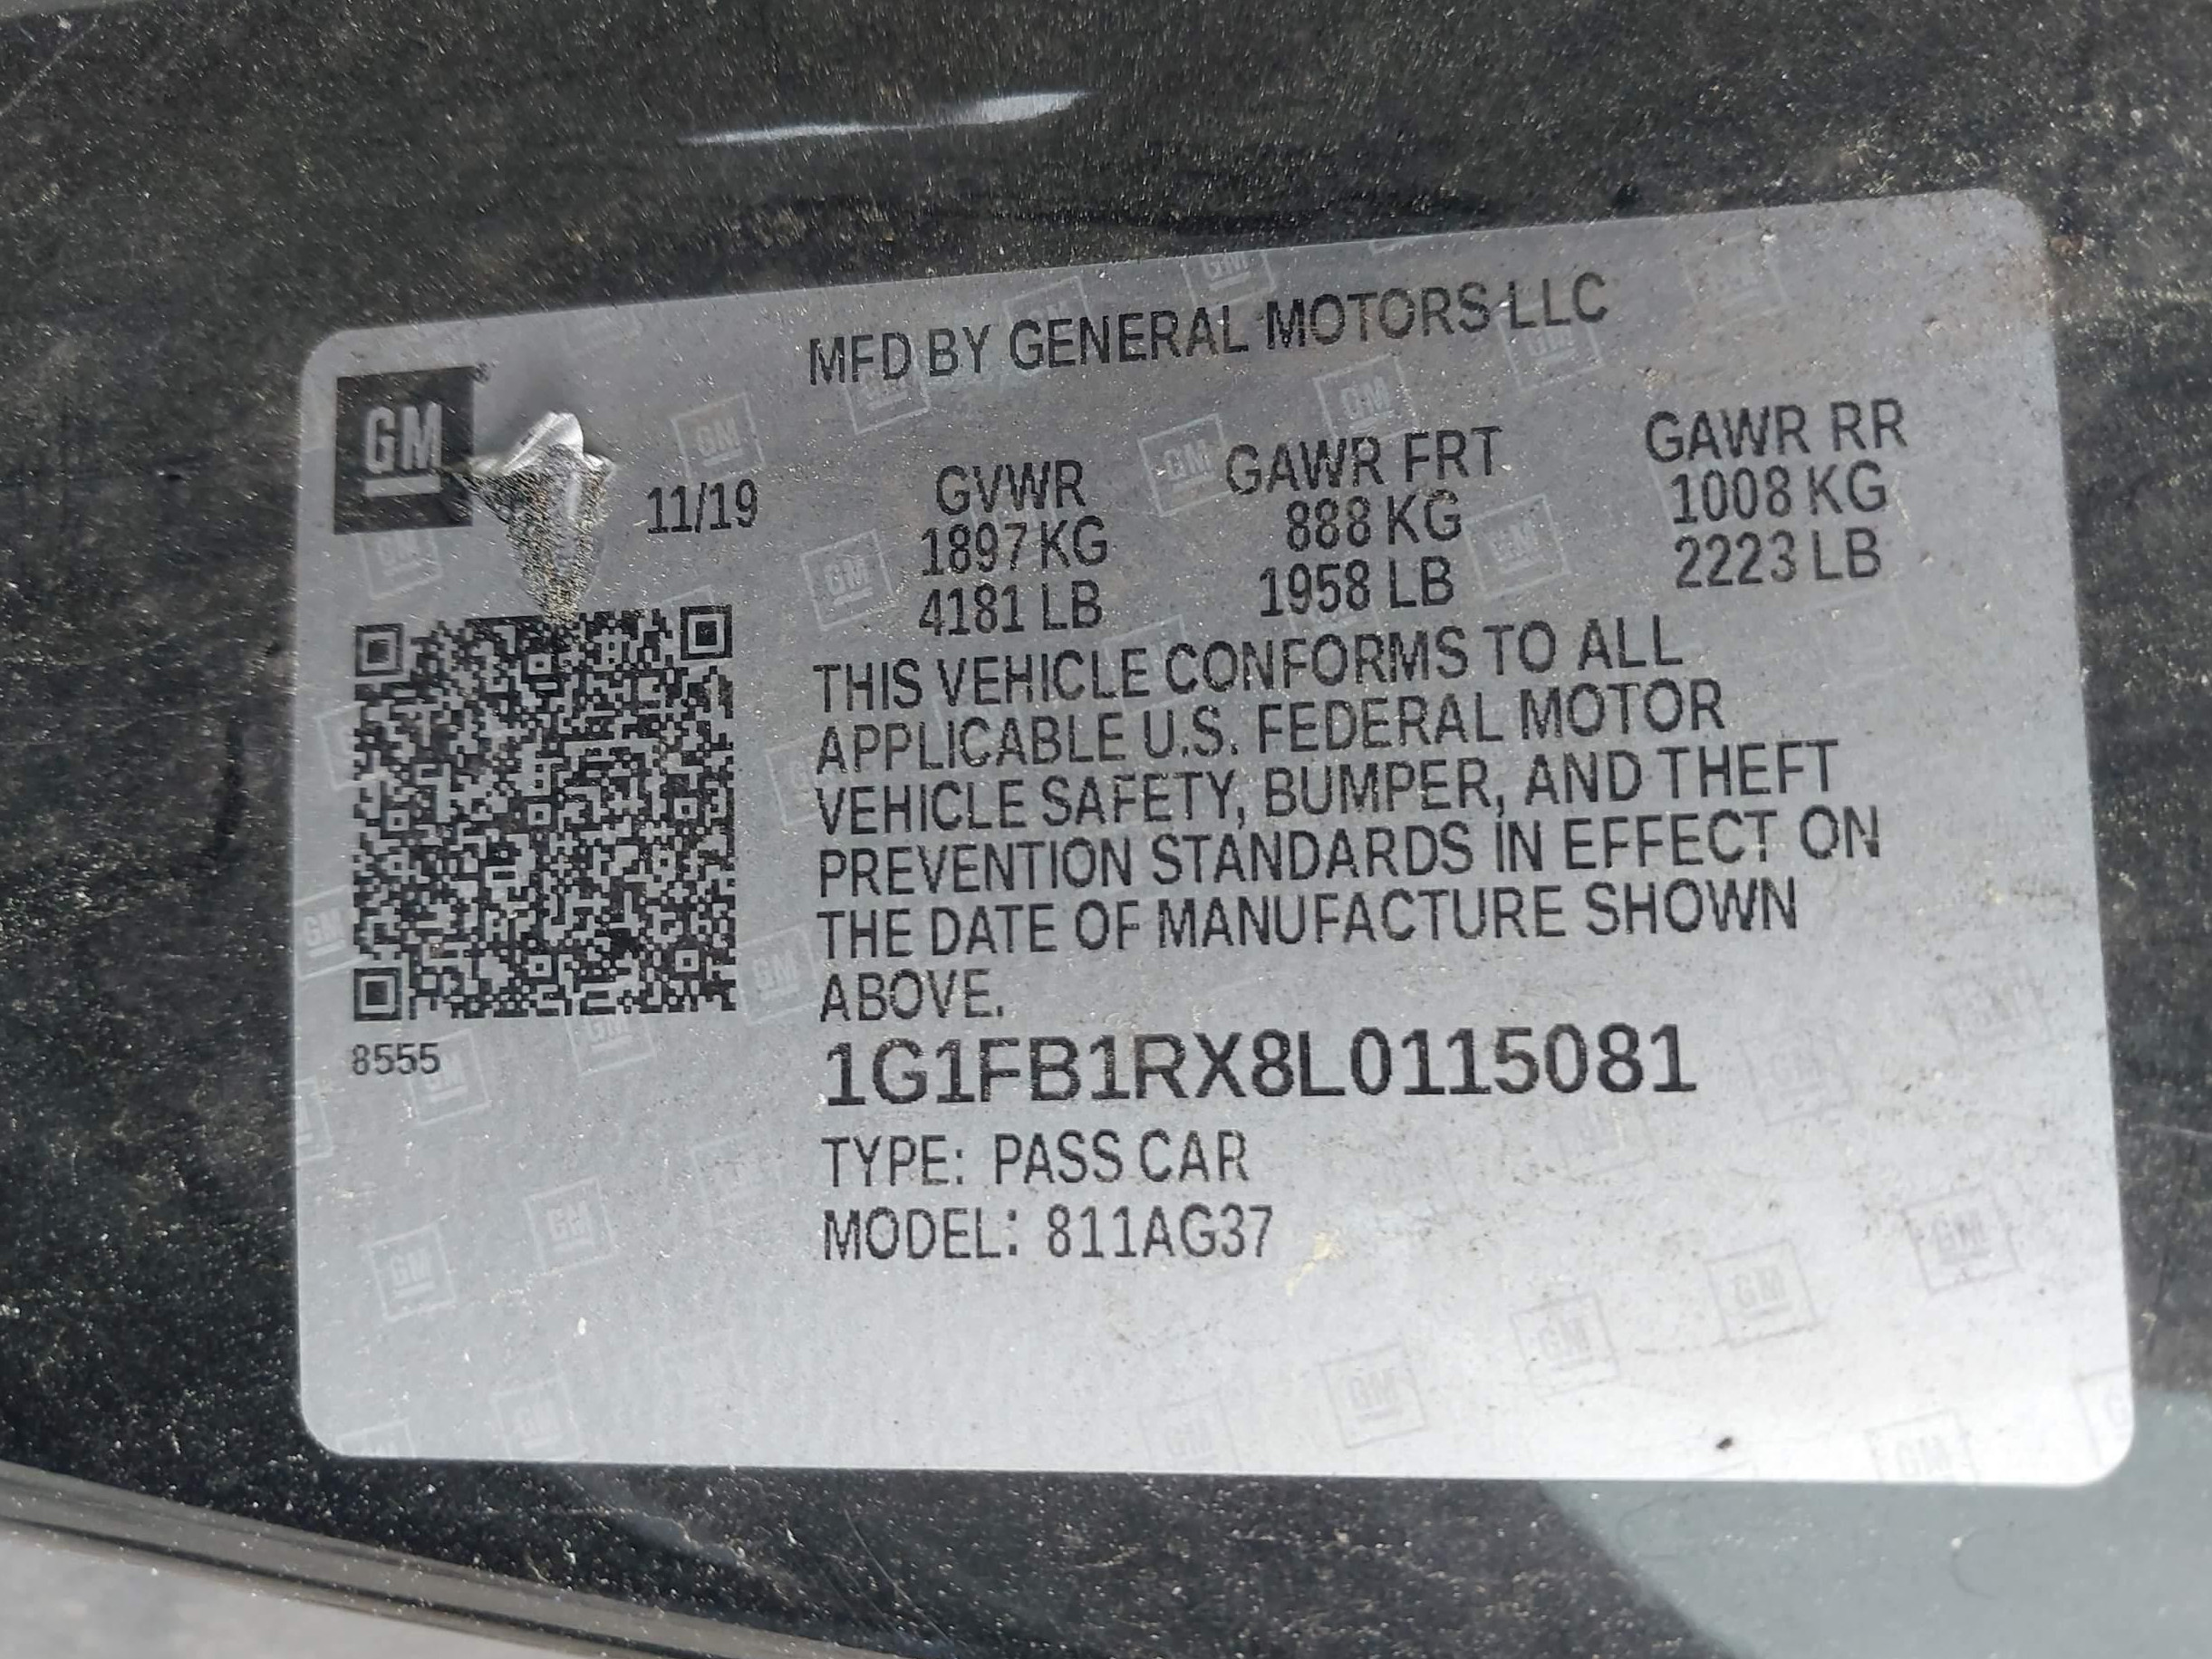 MFD BY GENERAL MOTORS LLC
GM
11/19
GVWR GAWR FRT GAWR RR
1897 KG 888 KG 1008 KG
4181 LB 1958 LB 2223 LB
THIS VEHICLE CONFORMS TO ALL
APPLICABLE U.S. FEDERAL MOTOR
VEHICLE SAFETY, BUMPER, AND THEFT
PREVENTION STANDARDS IN EFFECT ON
THE DATE OF MANUFACTURE SHOWN
ABOVE.
8555
1G1FB1RX8L0115081
TYPE: PASS CAR
MODEL: 811AG37